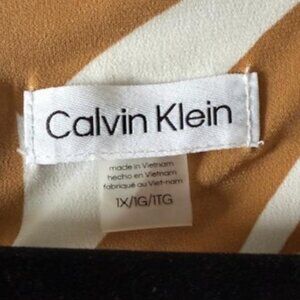 Calvin Klein
made in Vietnam
hecho en Vietnam
fabriqué au Viet-nam
1X/1G/1TG